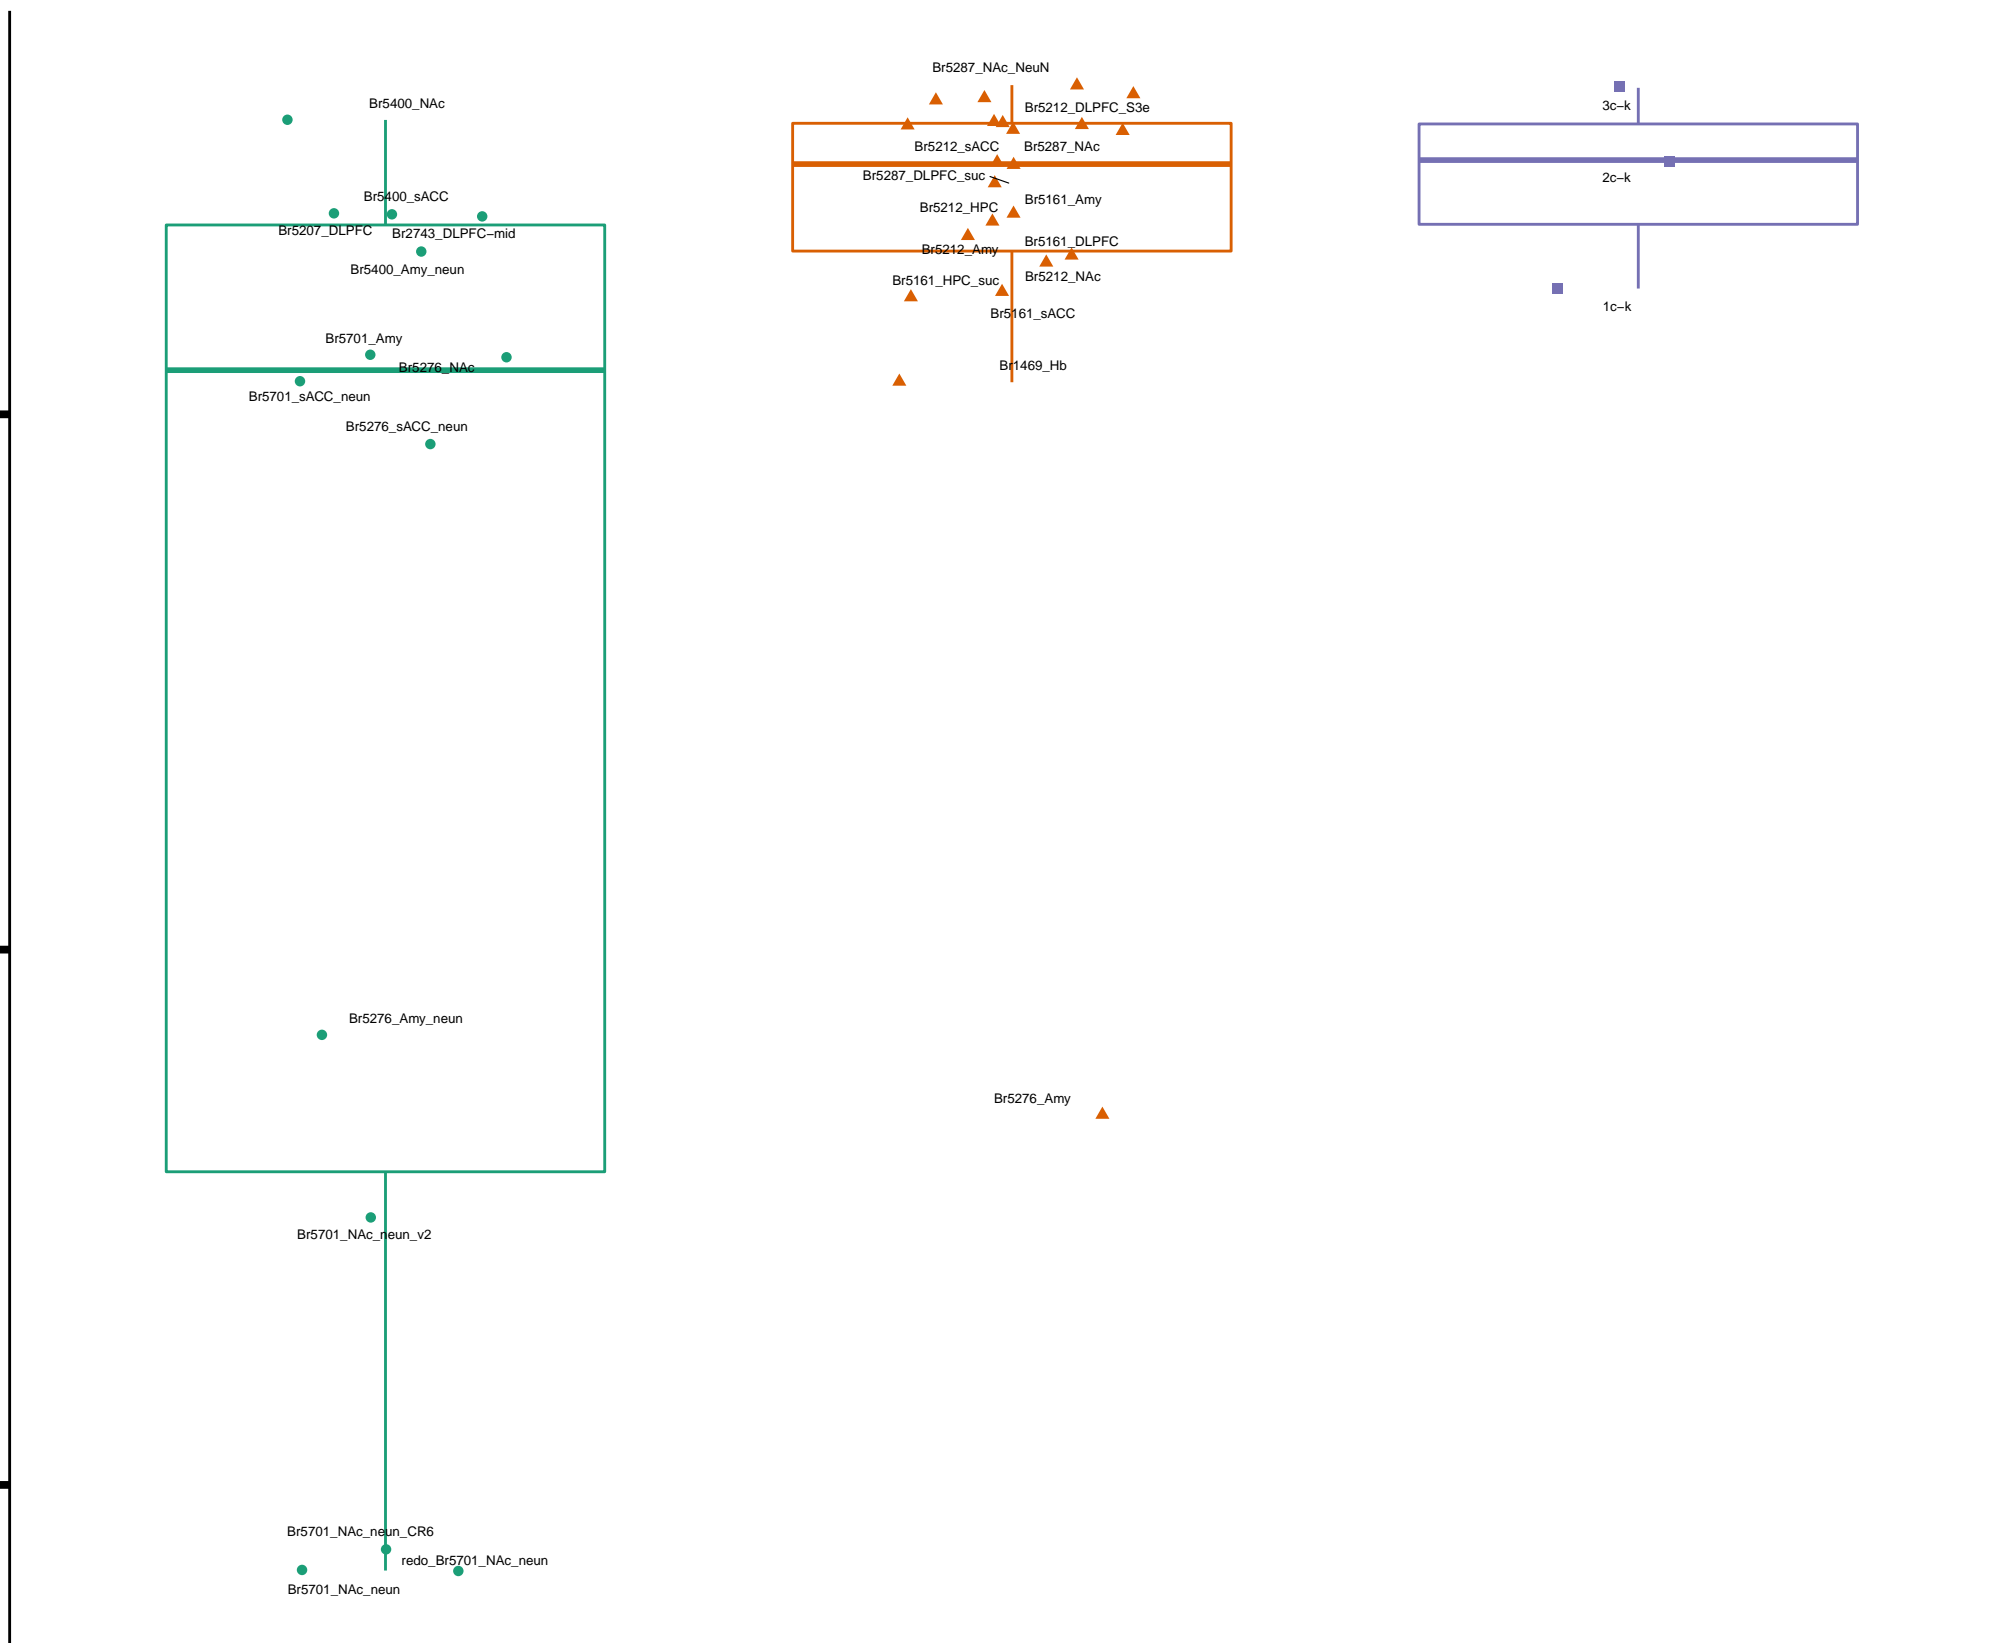 Br5400_NAc
Br5400_sACC
Br5207_DLPFC
Br2743_DLPFC−mid
Br5400_Amy_neun
Br5701_Amy
Br5276_NAc
Br5701_sACC_neun
Br5276_sACC_neun
Br5276_Amy_neun
Br5701_NAc_neun_v2
Br5701_NAc_neun_CR6
redo_Br5701_NAc_neun
Br5701_NAc_neun
Br5287_NAc_NeuN
Br5212_DLPFC_S3e
Br5212_sACC
Br5287_NAc
Br5287_DLPFC_suc
Br5161_Amy
Br5212_HPC
Br5161_DLPFC
Br5212_Amy
Br5212_NAc
Br5161_HPC_suc
Br5161_sACC
Br1469_Hb
Br5276_Amy
3c−k
2c−k
1c−k